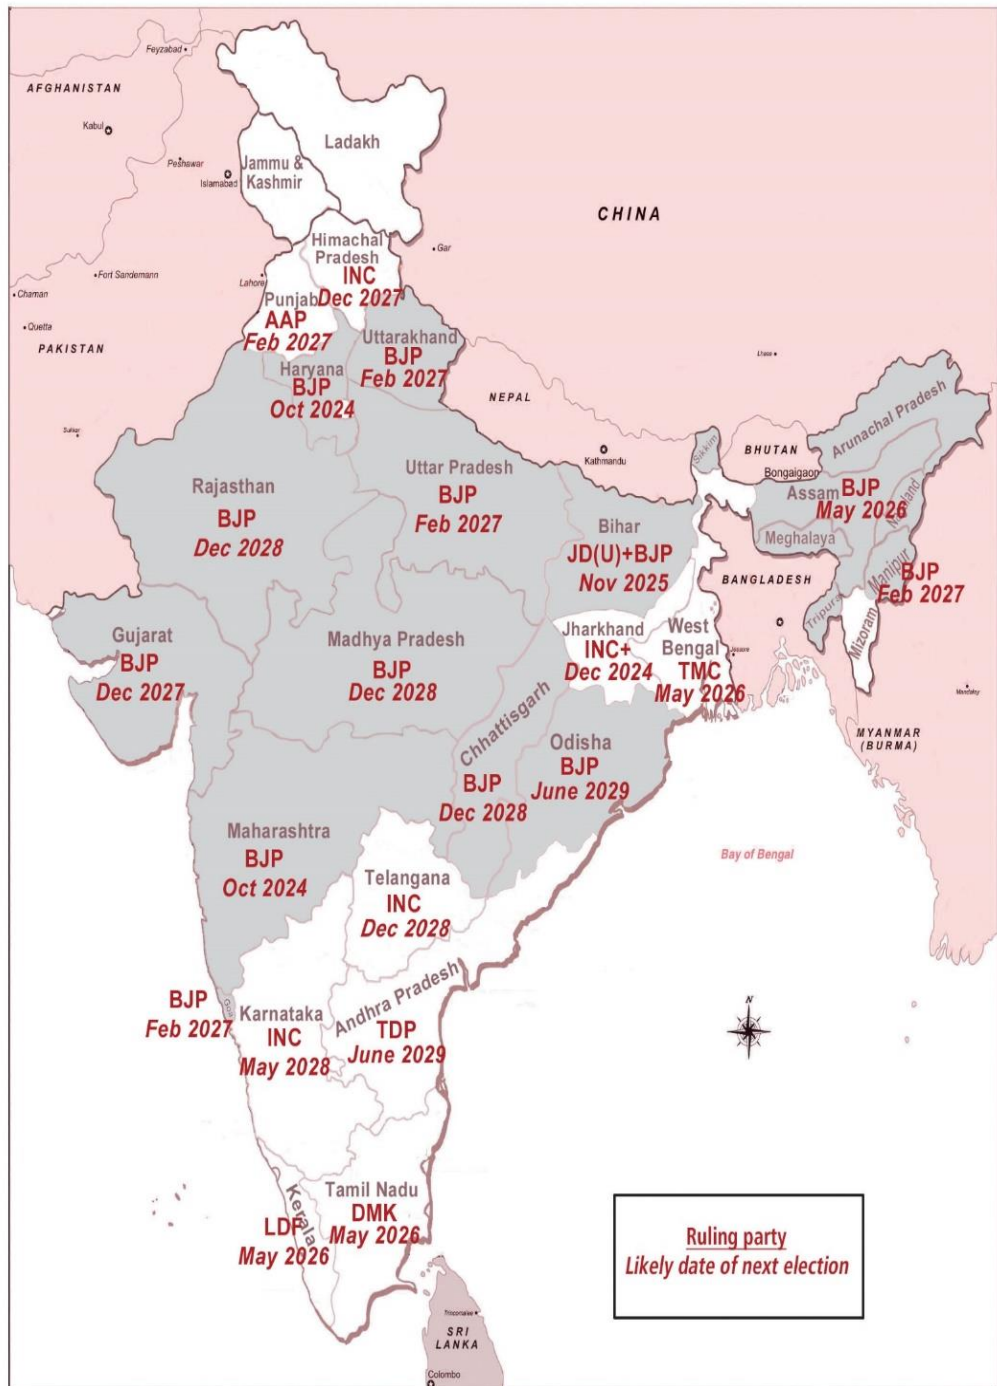 Feyzabad
AFGHANISTAN
Kabul
Peshawar
Islamabad
Ladakh
Jammu &
Kashmir
CHINA
Himachal
Pradesh
INC
Dec 2027
Gar
Fort Sandemann
Lahore
Chaman
Quetta
PAKISTAN
Punjab
AAP
Feb 2027
Uttarakhand
BJP
Feb 2027
Haryana
BJP
Oct 2024
Lhasa
NEPAL
Kathmandu
Sikkim
BHUTAN
Bongaigaon
Arunachal Pradesh
Assam
BJP
May 2026
Nagaland
Meghalaya
Manipur
BJP
Feb 2027
Tripura
Mizoram
Rajasthan
BJP
Dec 2028
Uttar Pradesh
BJP
Feb 2027
Bihar
JD(U)+BJP
Nov 2025
BANGLADESH
Gujarat
BJP
Dec 2027
Madhya Pradesh
BJP
Dec 2028
Jharkhand
INC+
Dec 2024
West
Bengal
TMC
May 2026
MYANMAR
(BURMA)
Chhattisgarh
BJP
Dec 2028
Odisha
BJP
June 2029
Maharashtra
BJP
Oct 2024
Telangana
INC
Dec 2028
Bay of Bengal
BJP
Feb 2027
Goa
Karnataka
INC
May 2028
Andhra Pradesh
TDP
June 2029
N
Kerala
LDF
May 2026
Tamil Nadu
DMK
May 2026
Ruling party
Likely date of next election
Trincomalee
SRI
LANKA
Colombo